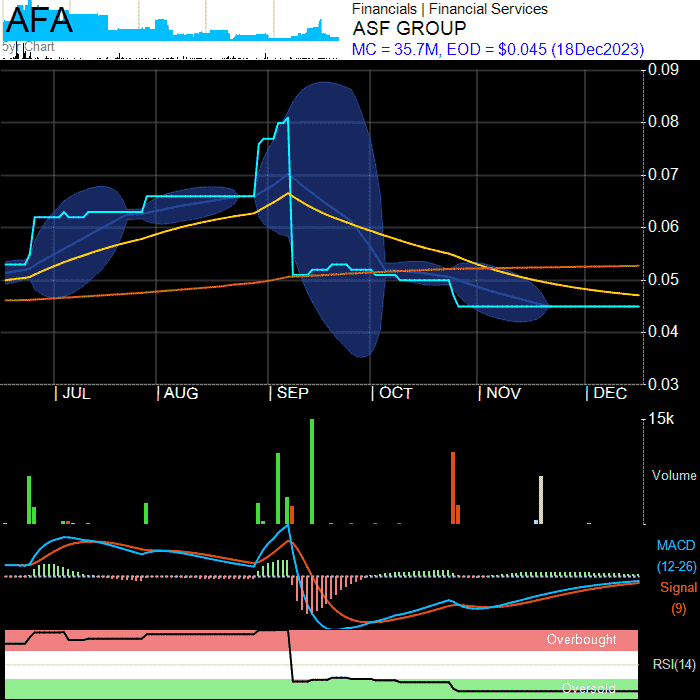 AFA
5yr Chart
Financials | Financial Services
ASF GROUP
MC = 35.7M, EOD = $0.045 (18Dec2023)
0.09
0.08
0.07
0.06
0.05
0.04
0.03
JUL AUG SEP OCT NOV DEC
15k
Volume
MACD
(12-26)
Signal
(9)
Overbought
RSI(14)
Oversold